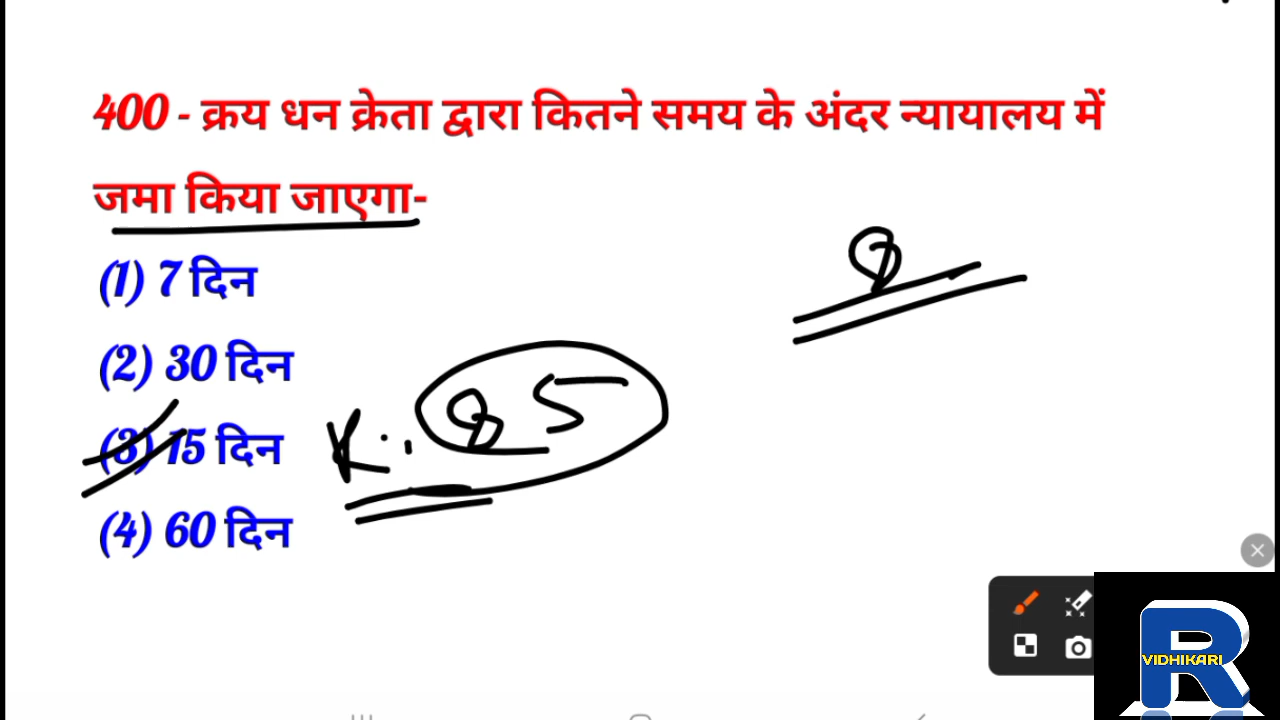 400 - क्रय धन क्रेता द्वारा कितने समय के अंदर न्यायालय में
जमा किया जाएगा-
(1) 7 दिन
(2) 30 दिन
(3) 15 दिन
(4) 60 दिन
R
VIDHIKARI